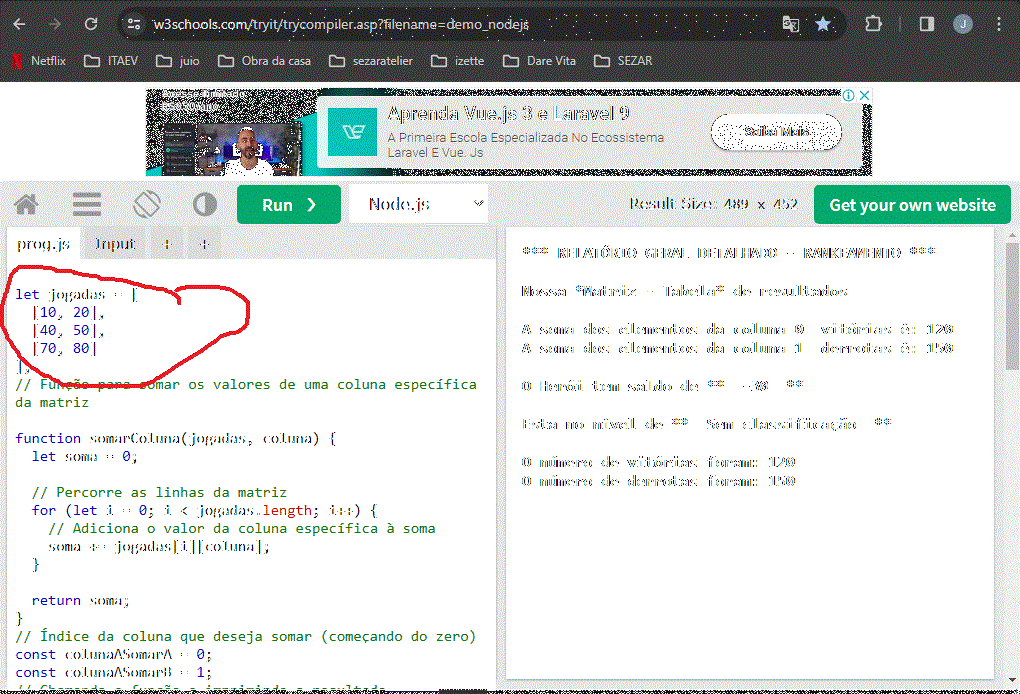 w3schools.com/tryit/trycompiler.asp?filename=demo_nodejs
J
Netflix
ITAEV
juio
Obra da casa
sezaratelier
izette
Dare Vita
SEZAR
Aprenda Vue.js 3 e Laravel 9
A Primeira Escola Especializada No Ecossistema
Laravel E Vue. Js
Saiba Mais
Run ❯
Node.js
Result Size: 489 x 452
Get your own website
prog.js
Input
+
+
let jogadas = [
[10, 20],
[40, 50],
[70, 80]
];
// Função para somar os valores de uma coluna específica
da matriz
function somarColuna(jogadas, coluna) {
let soma = 0;
// Percorre as linhas da matriz
for (let i = 0; i < jogadas.length; i++) {
// Adiciona o valor da coluna específica à soma
soma += jogadas[i][coluna];
}
return soma;
}
// Índice da coluna que deseja somar (começando do zero)
const colunaASomarA = 0;
const colunaASomarB = 1;
// Chamando a função e imprimindo o resultado
*** RELATÓRIO GERAL DETALHADO - RANKEAMENTO ***
Nossa *Matriz - Tabela* de resultados
A soma dos elementos da coluna 0 vitórias é: 120
A soma dos elementos da coluna 1 derrotas é: 150
O Herói tem saldo de ** -30 **
Esta no nível de ** Sem classificação **
O número de vitórias foram: 120
O número de derrotas foram: 150